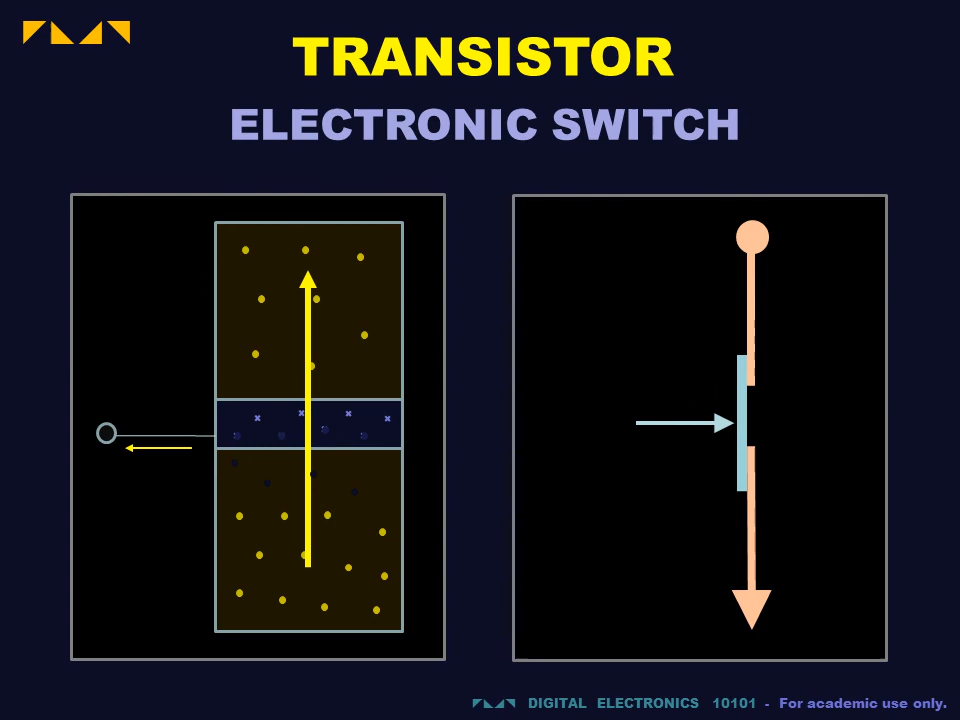 TRANSISTOR
ELECTRONIC SWITCH
DIGITAL ELECTRONICS 10101 - For academic use only.